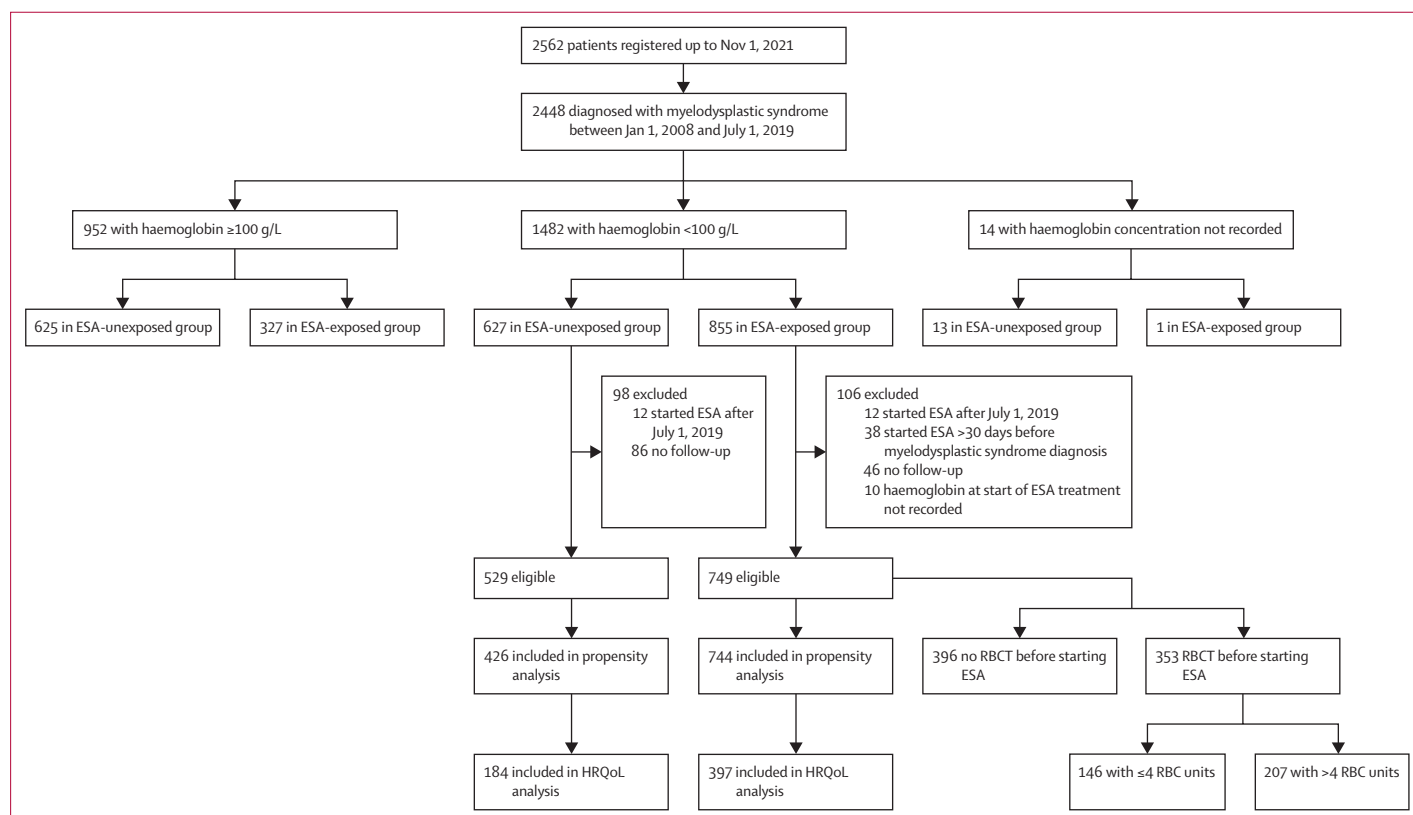 2562 patients registered up to Nov 1, 2021
2448 diagnosed with myelodysplastic syndrome
between Jan 1, 2008 and July 1, 2019
952 with haemoglobin ≥100 g/L
1482 with haemoglobin <100 g/L
14 with haemoglobin concentration not recorded
625 in ESA-unexposed group
327 in ESA-exposed group
627 in ESA-unexposed group
855 in ESA-exposed group
13 in ESA-unexposed group
1 in ESA-exposed group
98 excluded
12 started ESA after
July 1, 2019
86 no follow-up
106 excluded
12 started ESA after July 1, 2019
38 started ESA >30 days before
myelodysplastic syndrome diagnosis
46 no follow-up
10 haemoglobin at start of ESA treatment
not recorded
529 eligible
749 eligible
426 included in propensity
analysis
744 included in propensity
analysis
396 no RBCT before starting
ESA
353 RBCT before starting
ESA
184 included in HRQoL
analysis
397 included in HRQoL
analysis
146 with ≤4 RBC units
207 with >4 RBC units